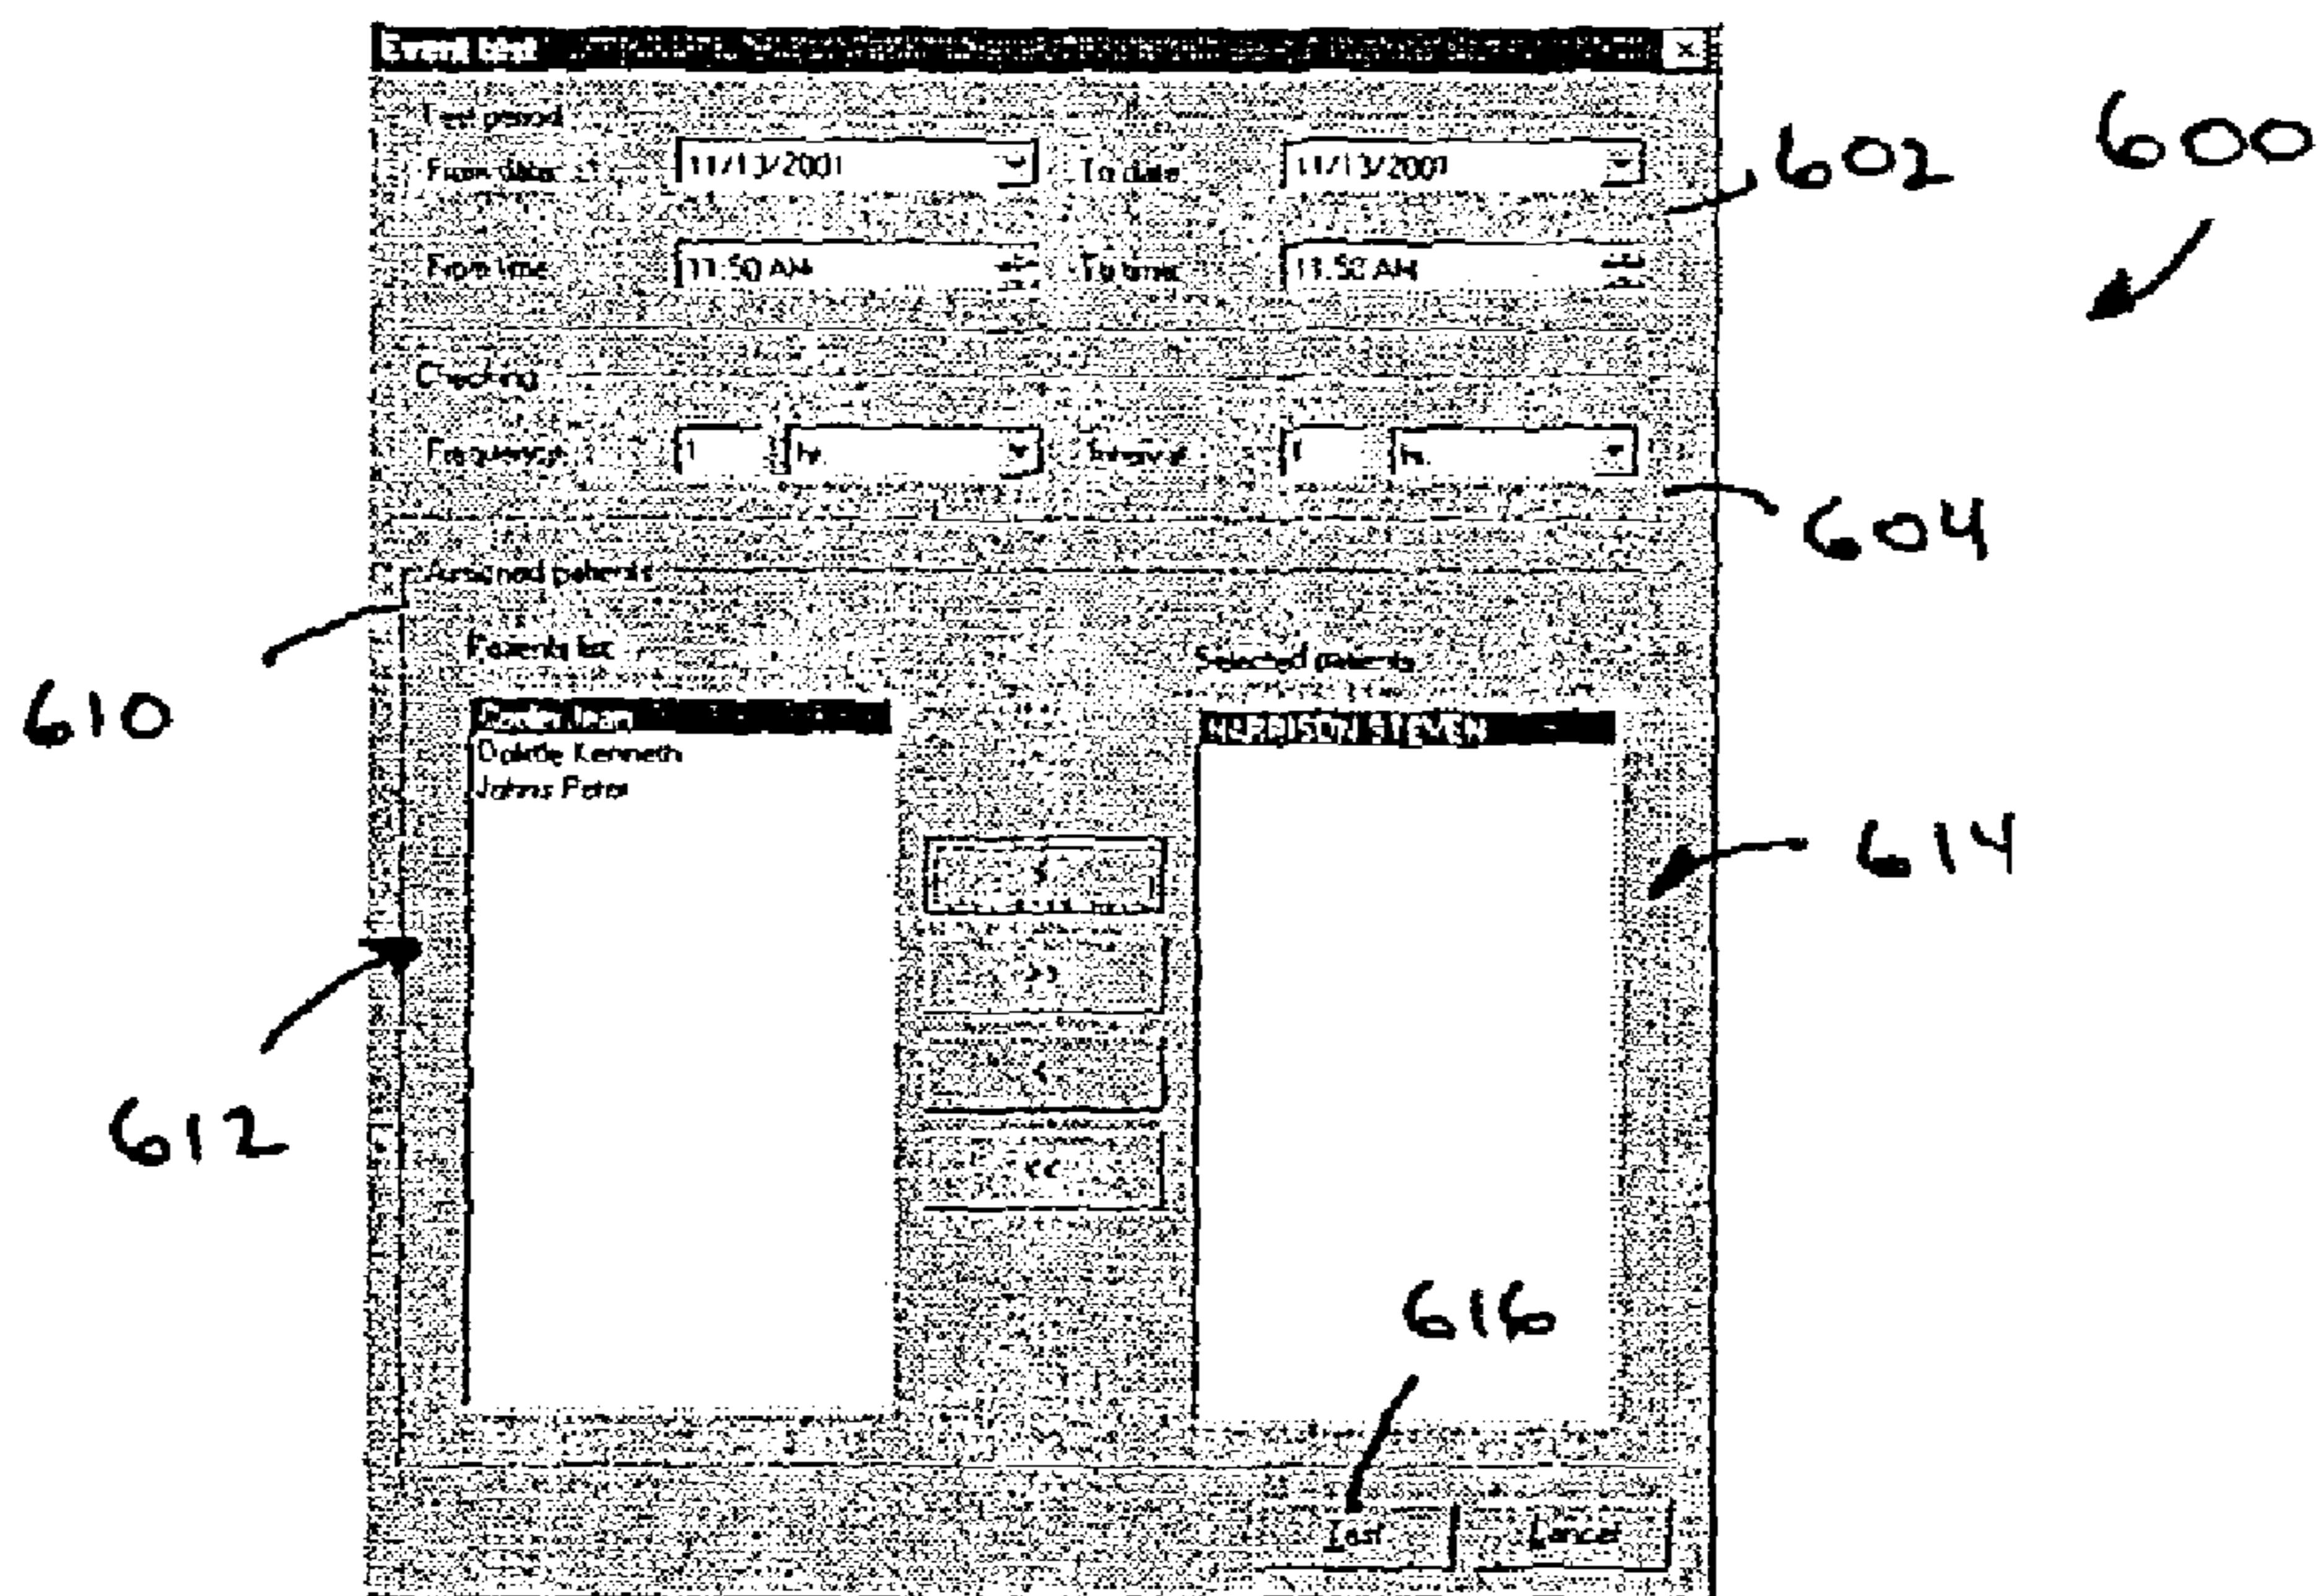 Event test x
Test period
From date: 11/13/2001 To date 11/13/2001 602 600
From time 11:50 AM To time 11:50 AM
Checking
Frequency 1 hr. Interval 1 hr. 604
Assigned patients
Patients list Selected patients
610
HARRISON STEVEN
Kenneth
Johns Peter
614
>>
612 <
<<
616
Test Cancel